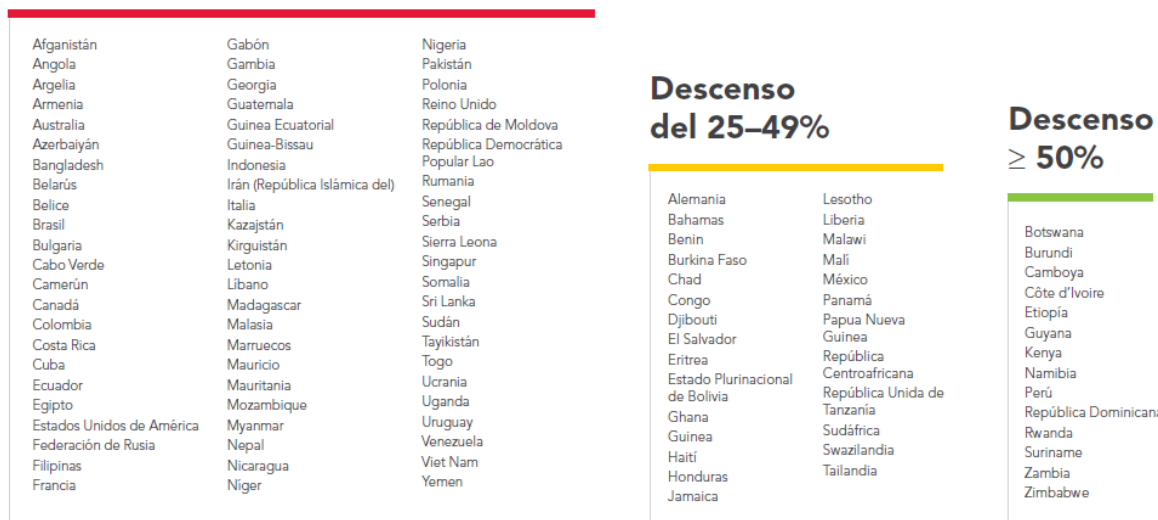 Afganistán
Angola
Argelia
Armenia
Australia
Azerbaiyán
Bangladesh
Belarús
Belice
Brasil
Bulgaria
Cabo Verde
Camerún
Canadá
Colombia
Costa Rica
Cuba
Ecuador
Egipto
Estados Unidos de América
Federación de Rusia
Filipinas
Francia
Gabón
Gambia
Georgia
Guatemala
Guinea Ecuatorial
Guinea-Bissau
Indonesia
Irán (República Islámica del)
Italia
Kazajstán
Kirguistán
Letonia
Líbano
Madagascar
Malasia
Marruecos
Mauricio
Mauritania
Mozambique
Myanmar
Nepal
Nicaragua
Níger
Nigeria
Pakistán
Polonia
Reino Unido
República de Moldova
República Democrática
Popular Lao
Rumania
Senegal
Serbia
Sierra Leona
Singapur
Somalia
Sri Lanka
Sudán
Tayikistán
Togo
Ucrania
Uganda
Uruguay
Venezuela
Viet Nam
Yemen
Descenso
del 25–49%
Alemania
Bahamas
Benin
Burkina Faso
Chad
Congo
Djibouti
El Salvador
Eritrea
Estado Plurinacional
de Bolivia
Ghana
Guinea
Haití
Honduras
Jamaica
Lesotho
Liberia
Malawi
Malí
México
Panamá
Papua Nueva
Guinea
República
Centroafricana
República Unida de
Tanzanía
Sudáfrica
Swazilandia
Tailandia
Descenso
≥ 50%
Botswana
Burundi
Camboya
Côte d'Ivoire
Etiopía
Guyana
Kenya
Namibia
Perú
República Dominicana
Rwanda
Suriname
Zambia
Zimbabwe